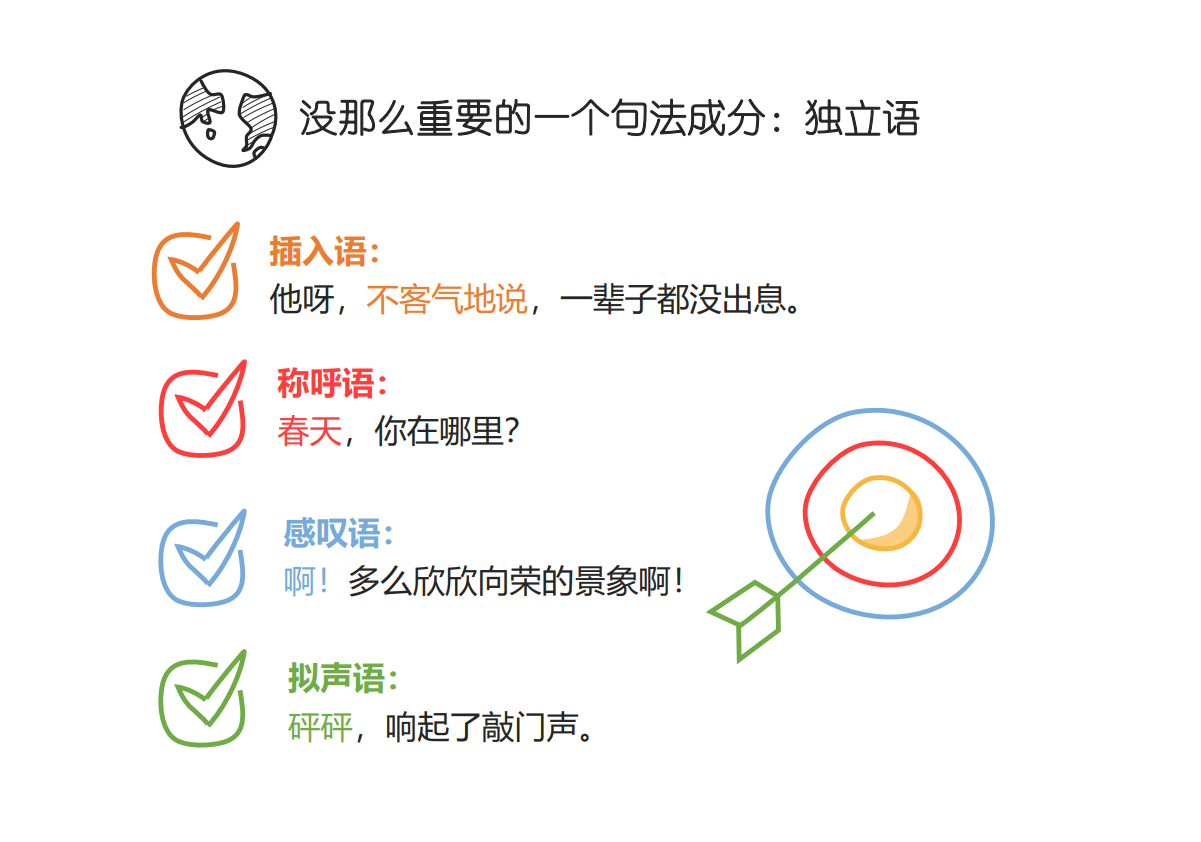 没那么重要的一个句法成分：独立语
插入语：
他呀，不客气地说，一辈子都没出息。
称呼语：
春天，你在哪里？
感叹语：
啊！多么欣欣向荣的景象啊！
拟声语：
砰砰，响起了敲门声。